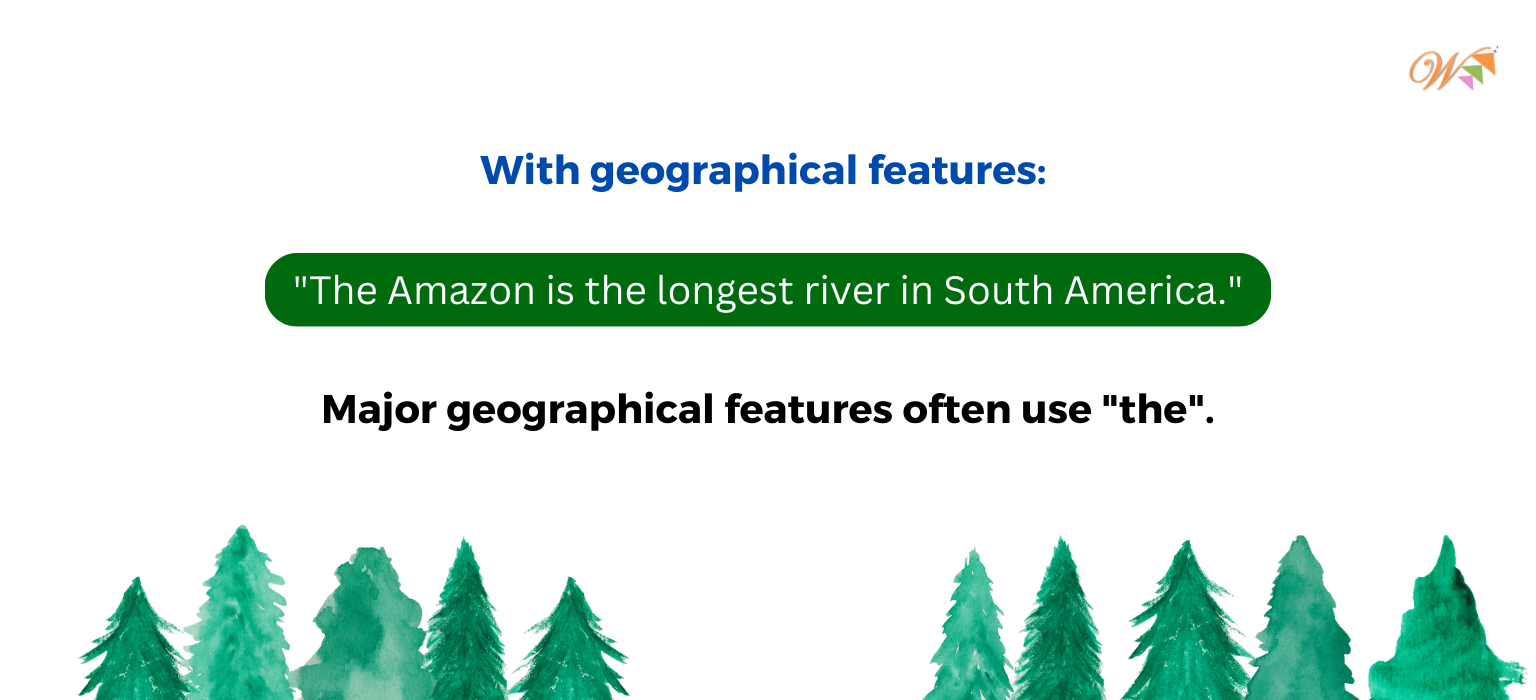 W
With geographical features:
"The Amazon is the longest river in South America."
Major geographical features often use "the".